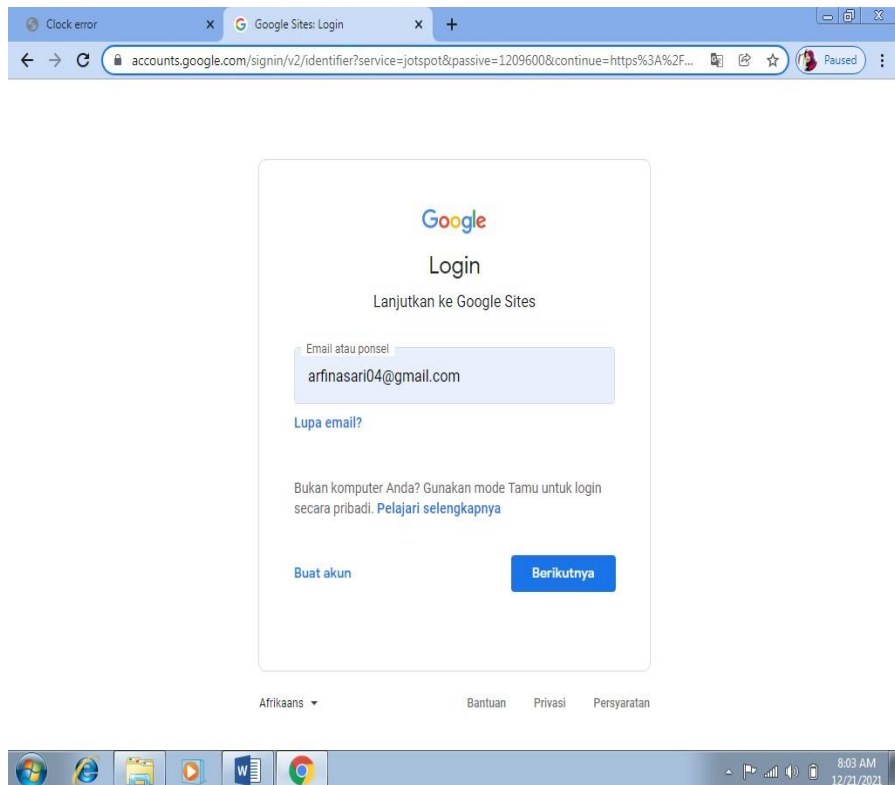 Clock error
Google Sites: Login
accounts.google.com/signin/v2/identifier?service=jotspot&passive=1209600&continue=https%3A%2F...
Paused
Google
Login
Lanjutkan ke Google Sites
Email atau ponsel
arfinasari04@gmail.com
Lupa email?
Bukan komputer Anda? Gunakan mode Tamu untuk login
secara pribadi. Pelajari selengkapnya
Buat akun
Berikutnya
Afrikaans
Bantuan
Privasi
Persyaratan
8:03 AM
12/21/2021